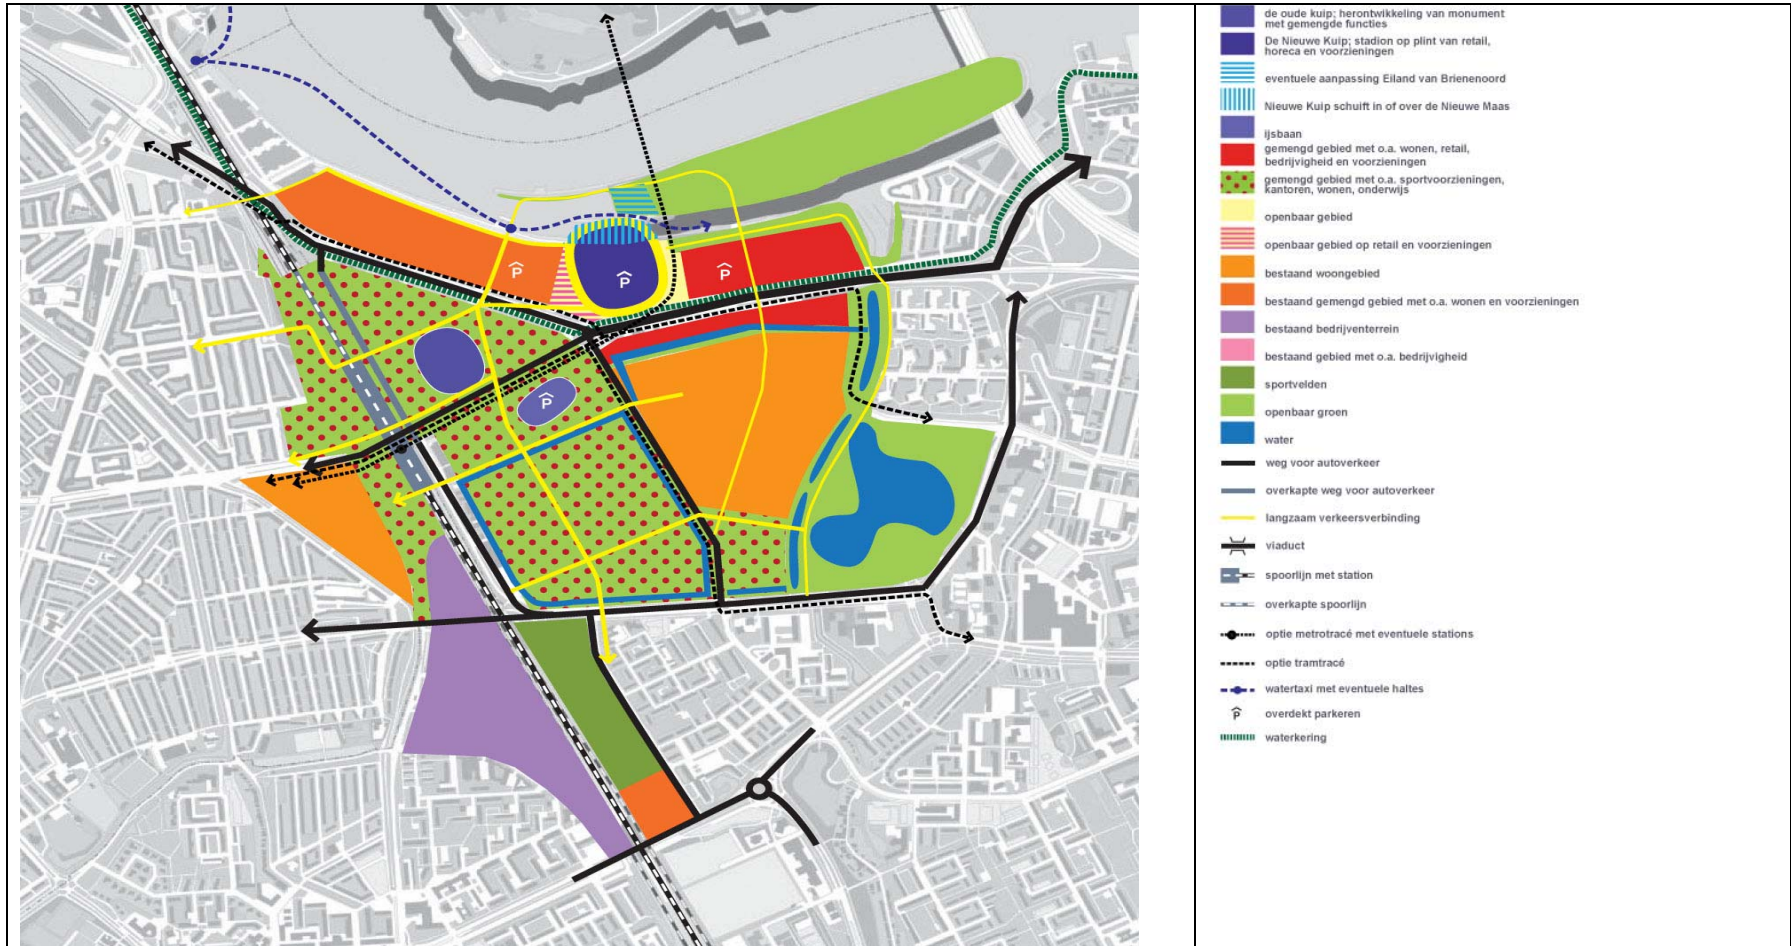 de oude kuip; herontwikkeling van monument
met gemengde functies
De Nieuwe Kuip; stadion op plint van retail,
horeca en voorzieningen
eventuele aanpassing Eiland van Brienenoord
Nieuwe Kuip schuift in of over de Nieuwe Maas
ijsbaan
gemengd gebied met o.a. wonen, retail,
bedrijvigheid en voorzieningen
gemengd gebied met o.a. sportvoorzieningen,
kantoren, wonen, onderwijs
openbaar gebied
openbaar gebied op retail en voorzieningen
bestaand woongebied
bestaand gemengd gebied met o.a. wonen en voorzieningen
bestaand bedrijventerrein
bestaand gebied met o.a. bedrijvigheid
sportvelden
openbaar groen
water
weg voor autoverkeer
overkapte weg voor autoverkeer
langzaam verkeersverbinding
viaduct
spoorlijn met station
overkapte spoorlijn
optie metrotracé met eventuele stations
optie tramtracé
watertaxi met eventuele haltes
P overdekt parkeren
waterkering
P
P
P
P